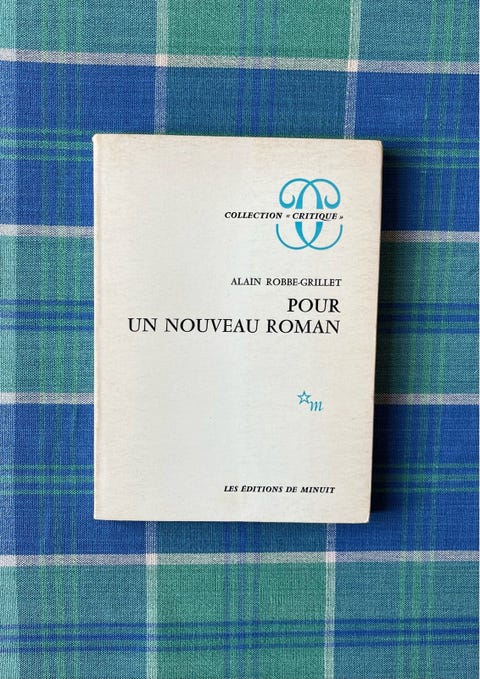 COLLECTION « CRITIQUE »
ALAIN ROBBE-GRILLET
POUR
UN NOUVEAU ROMAN
m
LES ÉDITIONS DE MINUIT